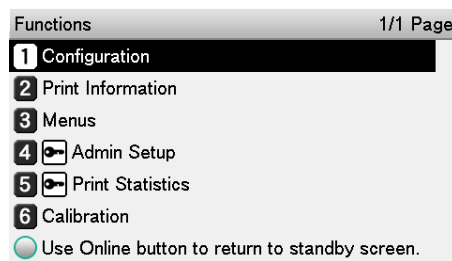 Functions 1/1 Page
1 Configuration
2 Print Information
3 Menus
4 Admin Setup
5 Print Statistics
6 Calibration
Use Online button to return to standby screen.